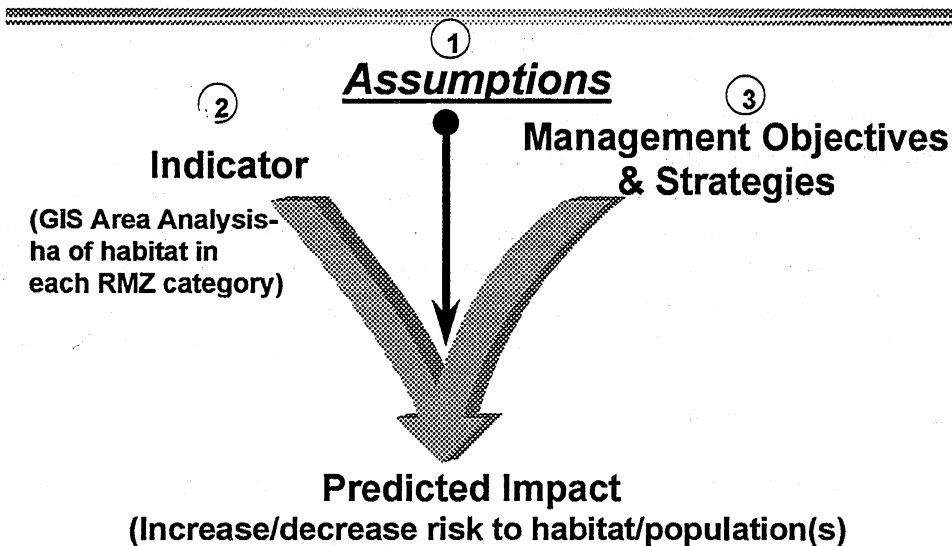 1
Assumptions
2
Indicator
(GIS Area Analysis-
ha of habitat in
each RMZ category)
3
Management Objectives
& Strategies
Predicted Impact
(Increase/decrease risk to habitat/population(s)